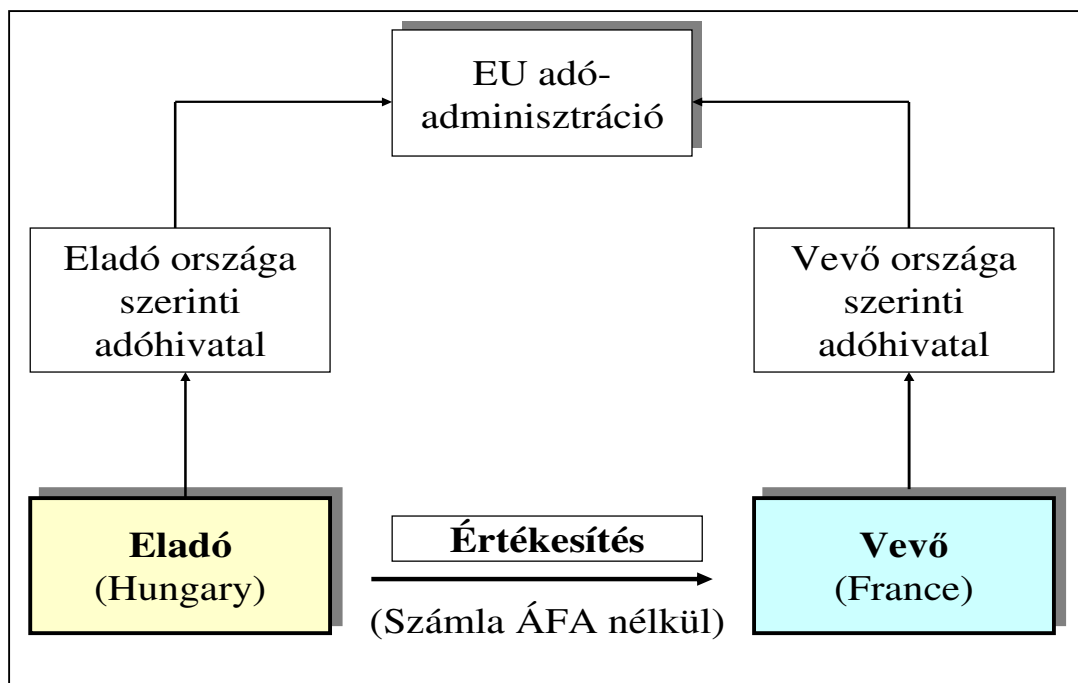 EU adó-
adminisztráció
Eladó országa
szerinti
adóhivatal
Vevő országa
szerinti
adóhivatal
Eladó
(Hungary)
Értékesítés
(Számla ÁFA nélkül)
Vevő
(France)